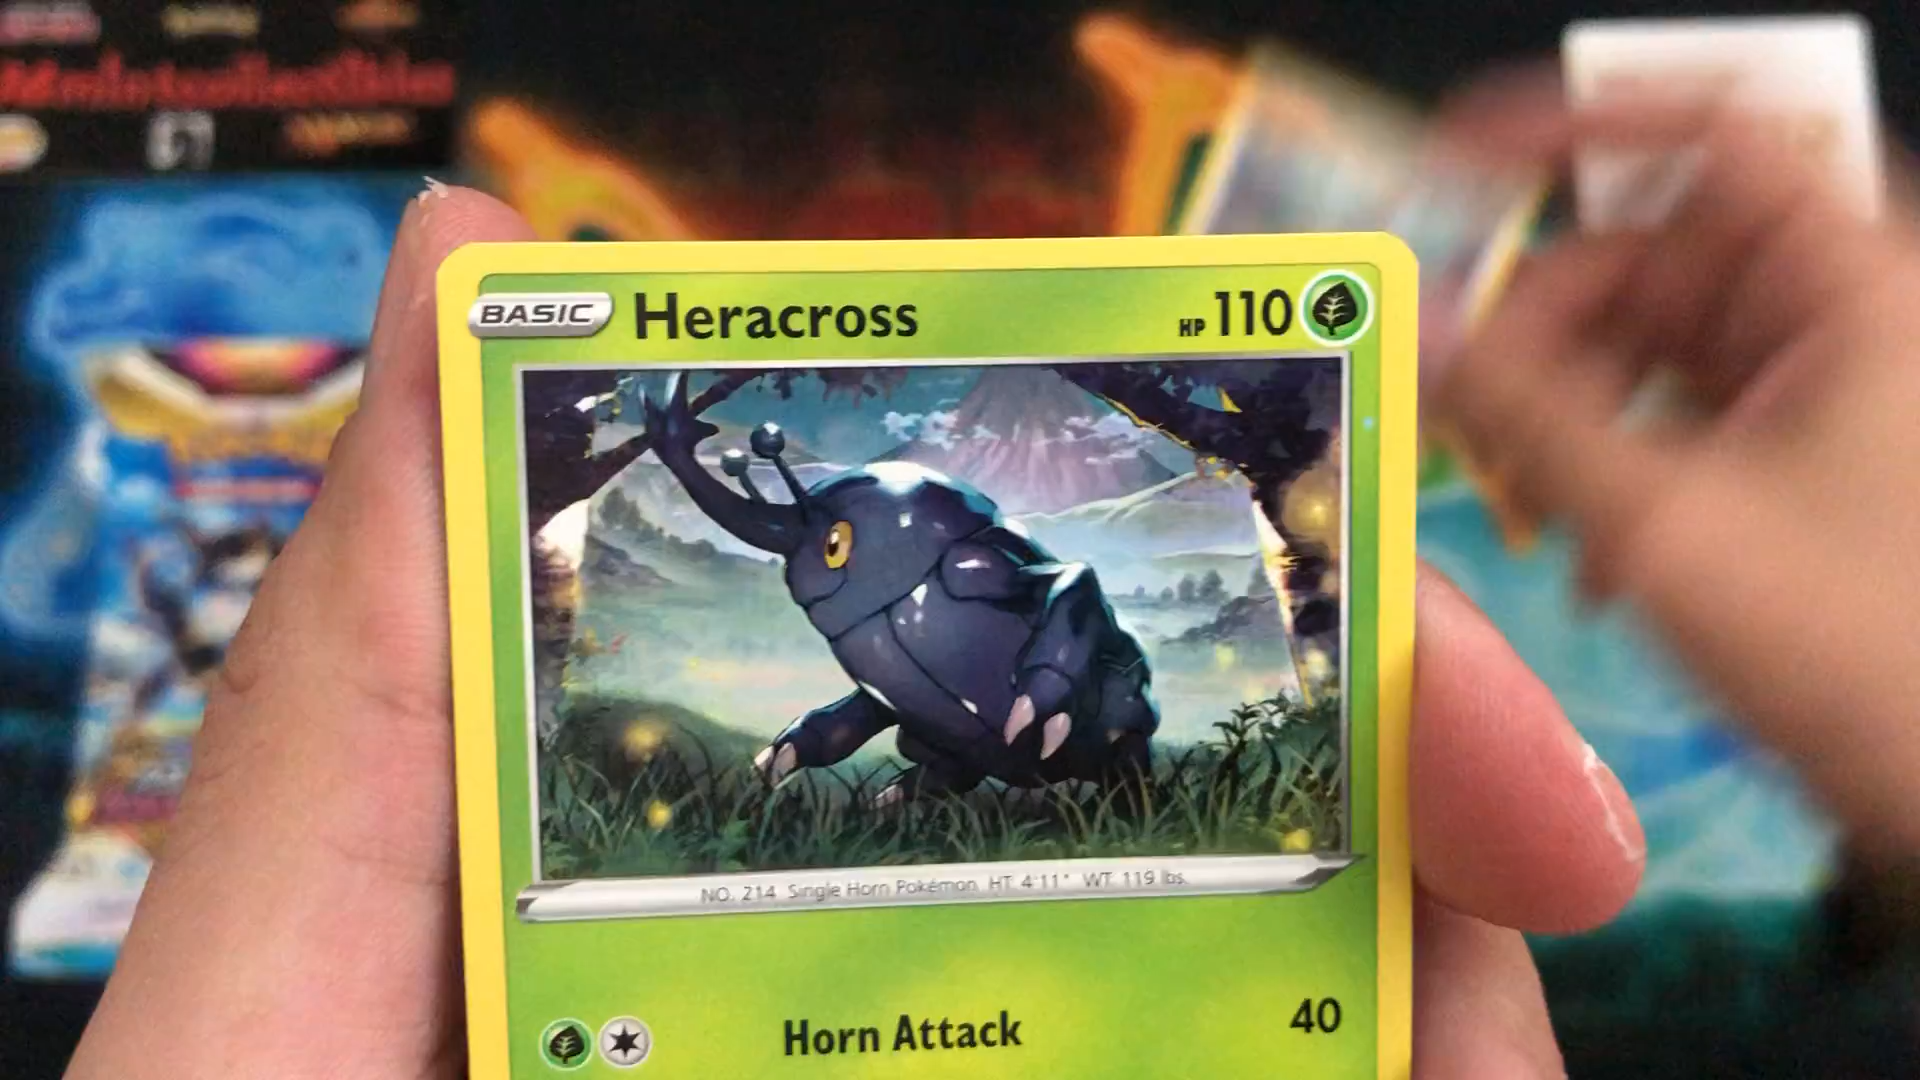 BASIC Heracross HP 110
NO. 214 Single Horn Pokémon HT 4'11" WT 119 lbs.
Horn Attack 40